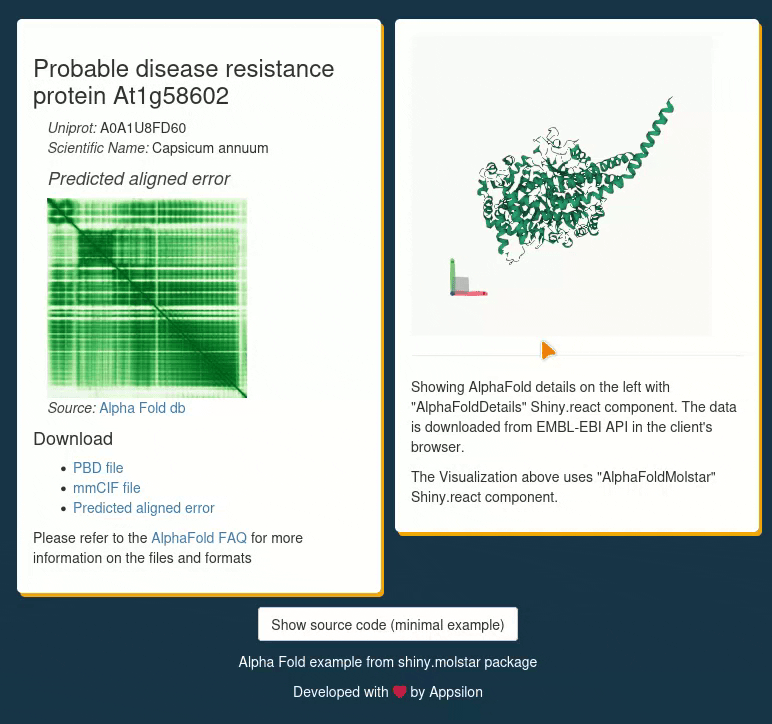 Probable disease resistance
protein At1g58602
Uniprot: A0A1U8FD60
Scientific Name: Capsicum annuum
Predicted aligned error
Source: Alpha Fold db
Download
PBD file
mmCIF file
Predicted aligned error
Please refer to the AlphaFold FAQ for more
information on the files and formats
Showing AlphaFold details on the left with
"AlphaFoldDetails" Shiny.react component. The data
is downloaded from EMBL-EBI API in the client's
browser.
The Visualization above uses "AlphaFoldMolstar"
Shiny.react component.
Show source code (minimal example)
Alpha Fold example from shiny.molstar package
Developed with ❤ by Appsilon